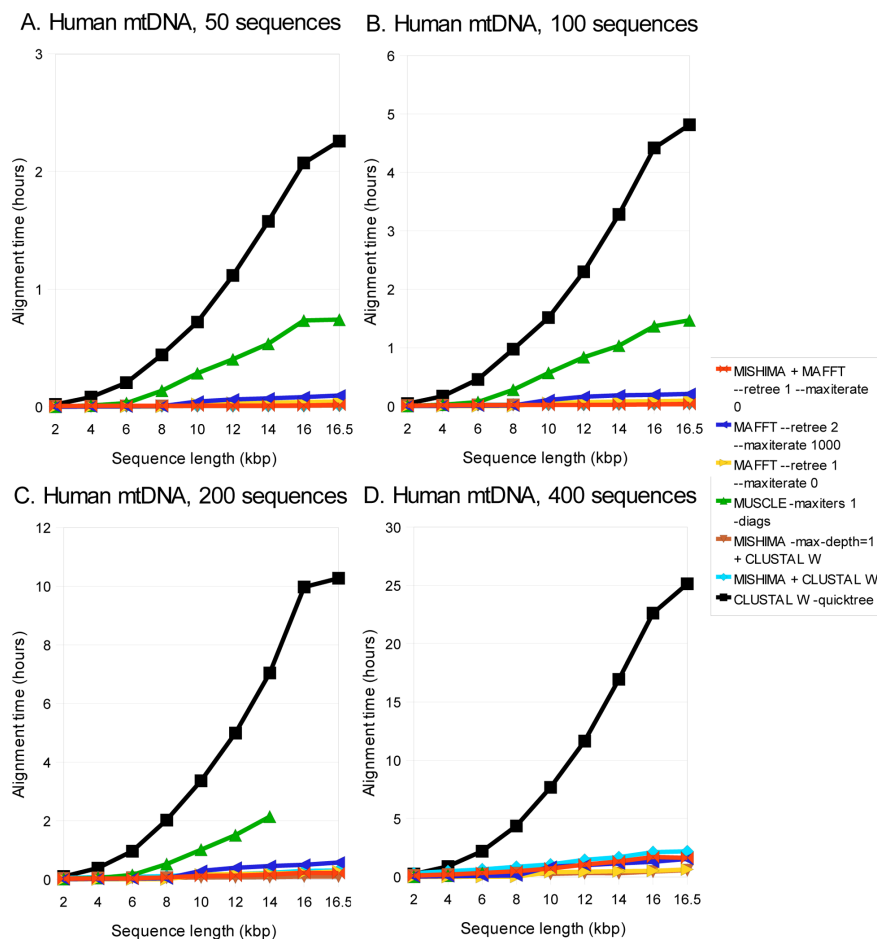 A. Human mtDNA, 50 sequences
3
2
1
0
Alignment time (hours)
2 4 6 8 10 12 14 16 16.5
Sequence length (kbp)
B. Human mtDNA, 100 sequences
6
5
4
3
2
1
0
Alignment time (hours)
2 4 6 8 10 12 14 16 16.5
Sequence length (kbp)
MISHIMA + MAFFT
--retree 1 --maxiterate
0
MAFFT --retree 2
--maxiterate 1000
MAFFT --retree 1
--maxiterate 0
MUSCLE -maxiters 1
-diags
MISHIMA -max-depth=1
+ CLUSTAL W
MISHIMA + CLUSTAL W
CLUSTAL W -quicktree
C. Human mtDNA, 200 sequences
12
10
8
6
4
2
0
Alignment time (hours)
2 4 6 8 10 12 14 16 16.5
Sequence length (kbp)
D. Human mtDNA, 400 sequences
30
25
20
15
10
5
0
Alignment time (hours)
2 4 6 8 10 12 14 16 16.5
Sequence length (kbp)